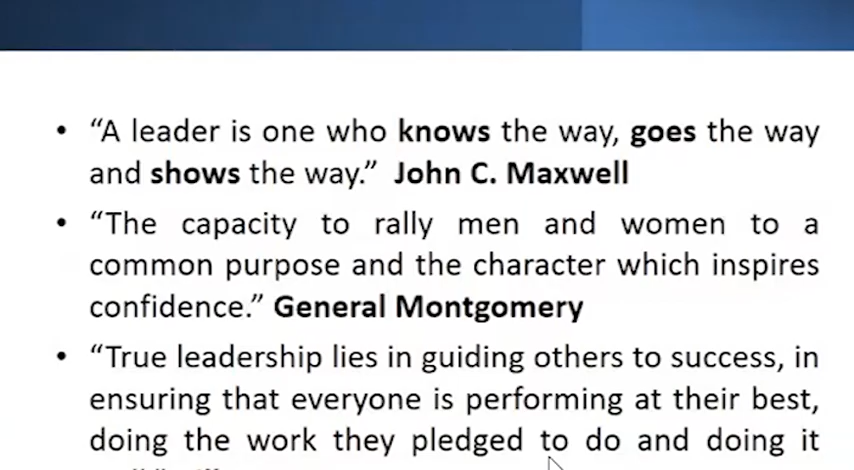 • “A leader is one who knows the way, goes the way
and shows the way.” John C. Maxwell
• “The capacity to rally men and women to a
common purpose and the character which inspires
confidence.” General Montgomery
• “True leadership lies in guiding others to success, in
ensuring that everyone is performing at their best,
doing the work they pledged to do and doing it